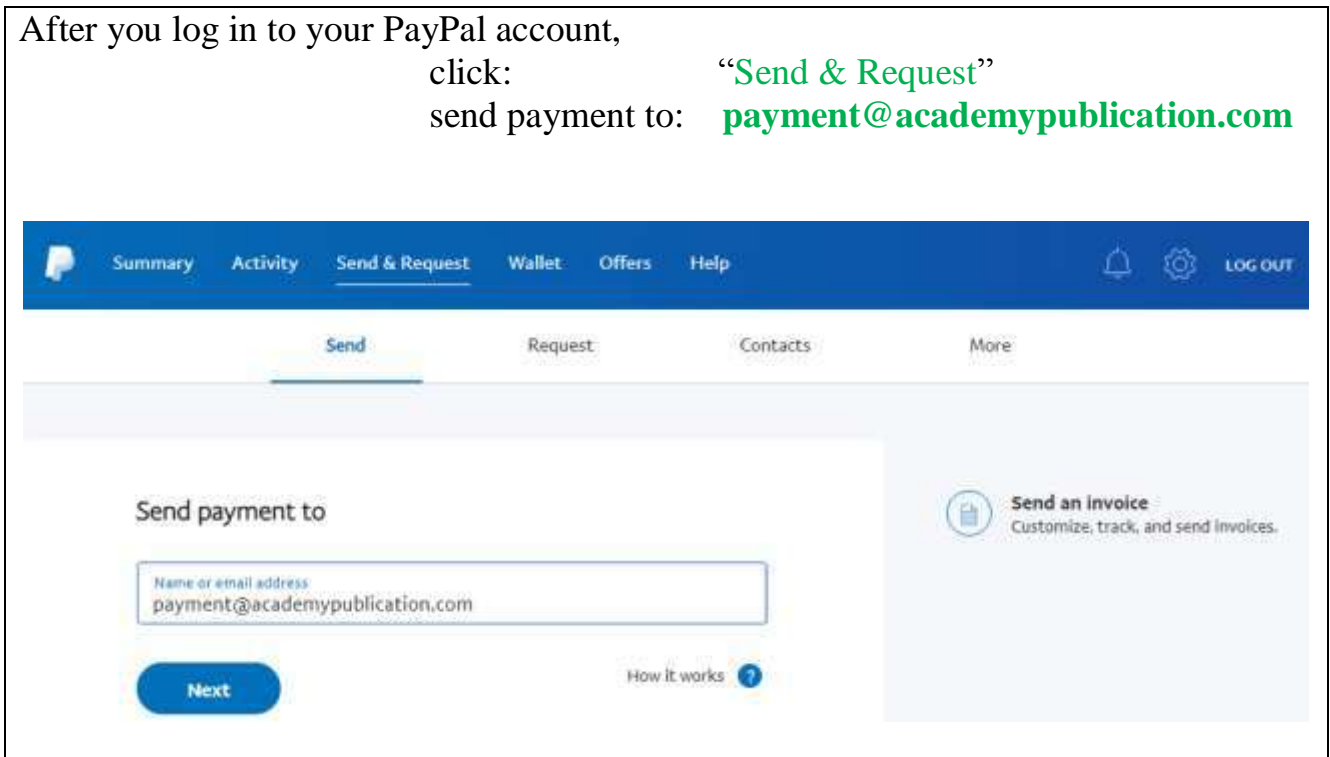 After you log in to your PayPal account,
click: “Send & Request”
send payment to: payment@academypublication.com
Summary Activity Send & Request Wallet Offers Help LOG OUT
Send Request Contacts More
Send payment to
Name or email address
payment@academypublication.com
Next
How it works ?
Send an invoice
Customize, track, and send invoices.